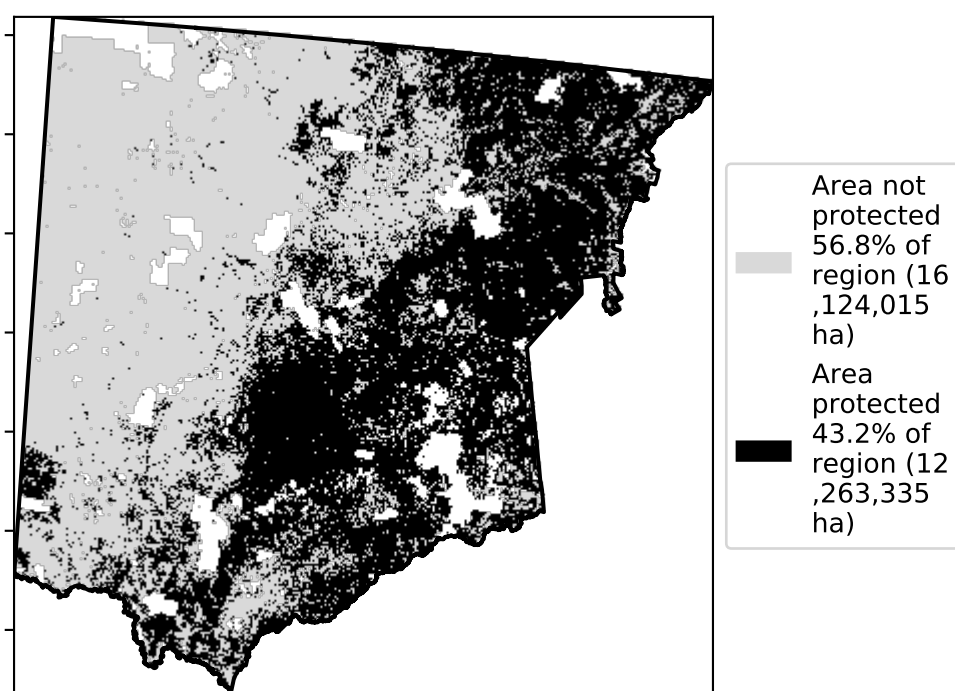 Area not
protected
56.8% of
region (16
,124,015
ha)
Area
protected
43.2% of
region (12
,263,335
ha)